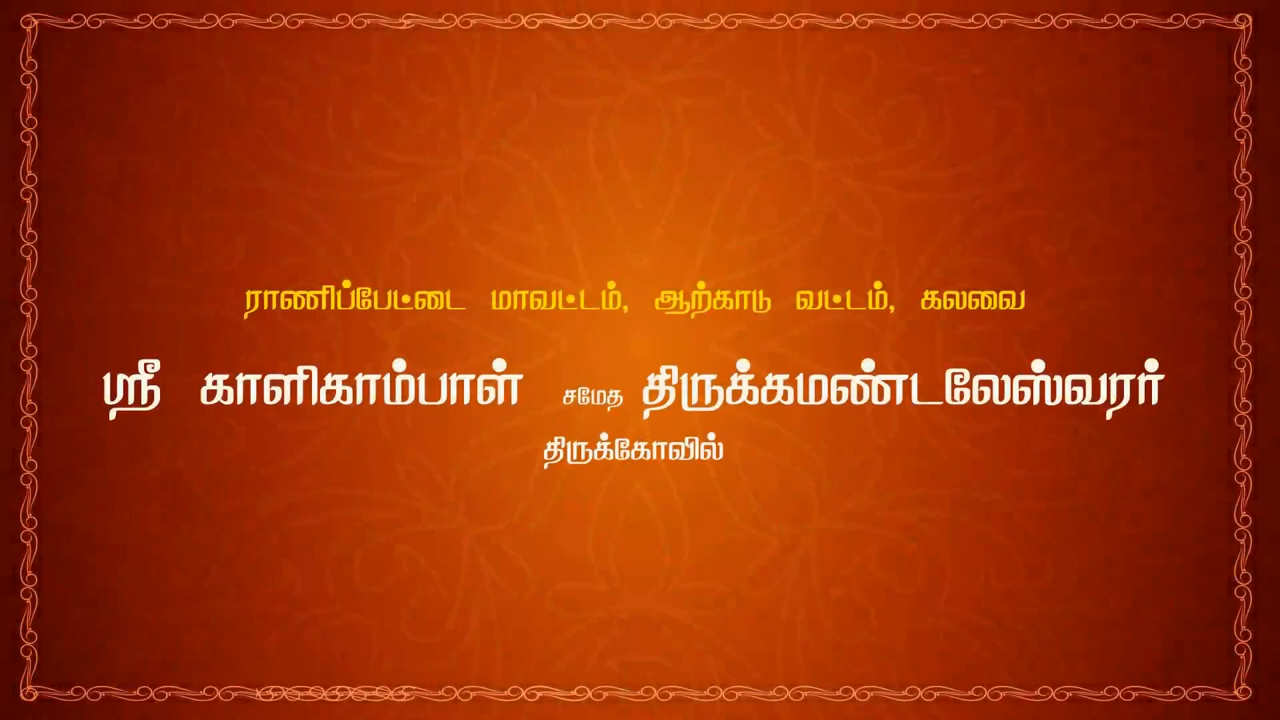 ராணிப்பேட்டை மாவட்டம், ஆற்காடு வட்டம், கலவை
ஸ்ரீ காளிகாம்பாள் சமேத திருக்கமண்டலேஸ்வரர்
திருக்கோவில்